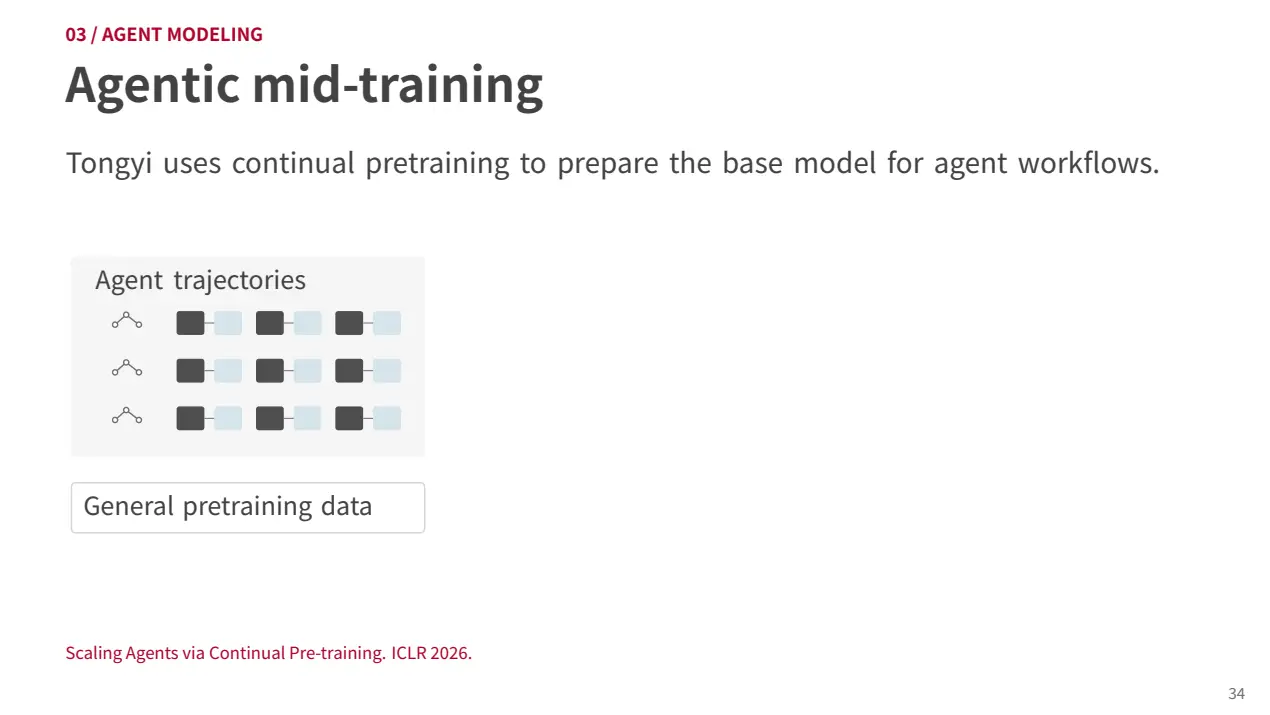 03 / AGENT MODELING
Agentic mid-training
Tongyi uses continual pretraining to prepare the base model for agent workflows.
Agent trajectories
General pretraining data
Scaling Agents via Continual Pre-training. ICLR 2026.
34